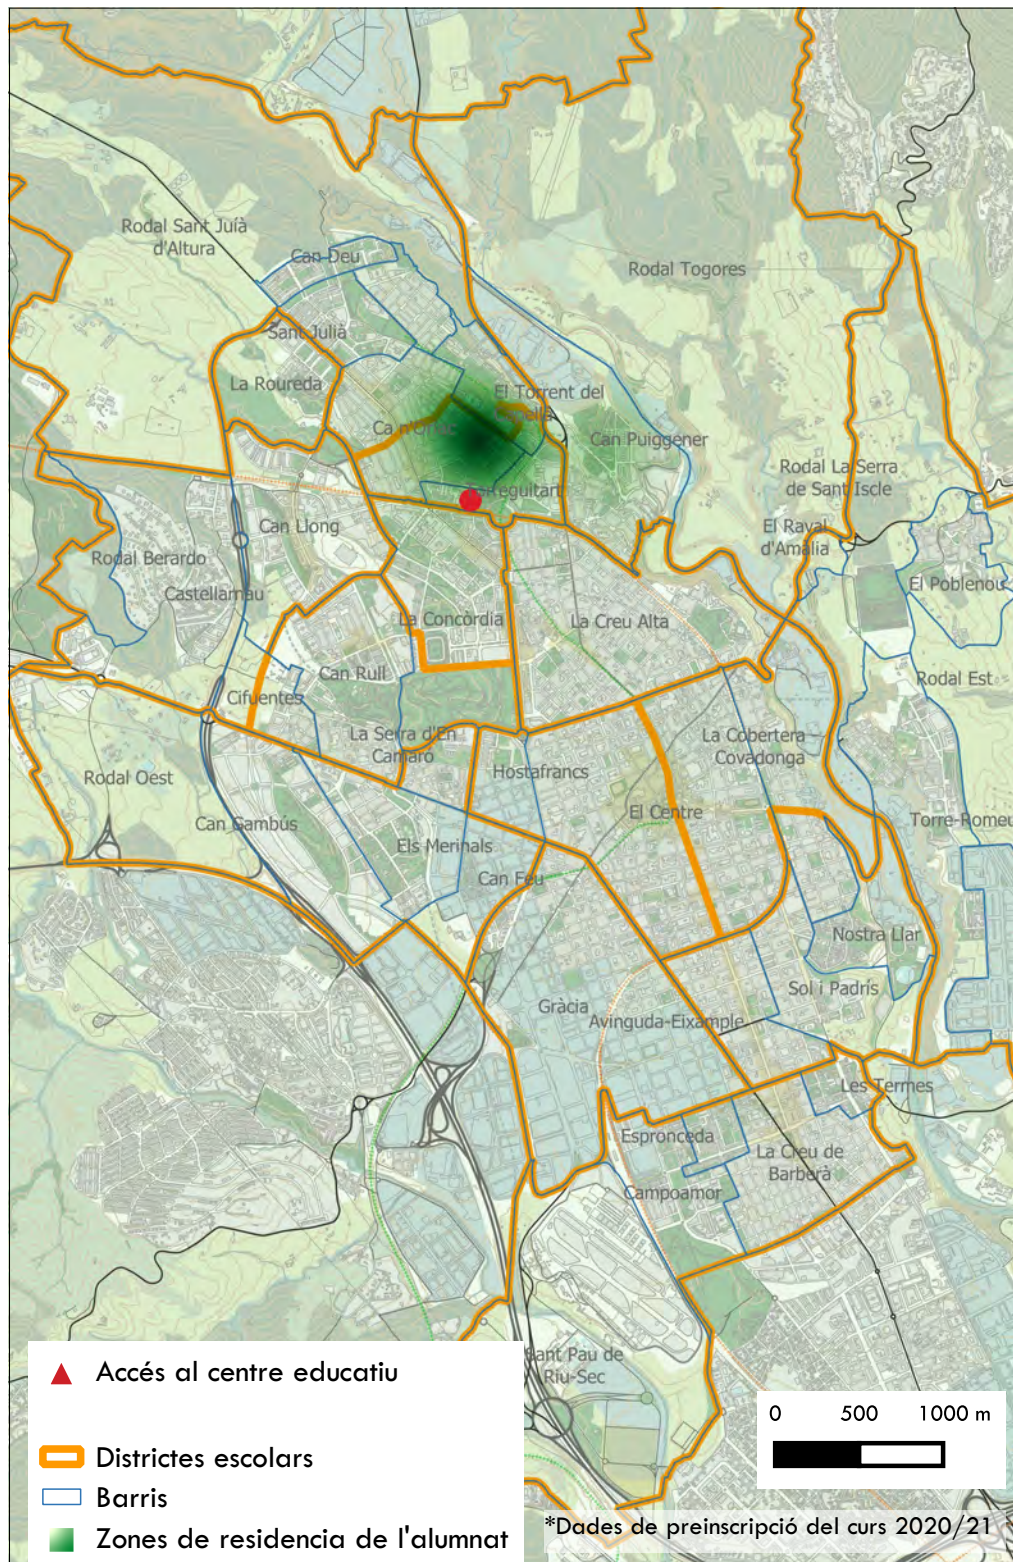 Rodal Sant Juíà
d'Altura
Can Deu
Rodal Togores
Sant Julià
La Roureda
El Torrent del
Ca n'Oriac
Can Puiggener
Rodal La Serra
de Sant Iscle
Can Llong
El Raval
d'Amàlia
Rodal Berardo
El Poblenou
Castellarnau
La Concòrdia
La Creu Alta
Can Rull
Rodal Est
Cifuentes
La Serra d'En
Camaró
La Cobertera
Covadonga
Rodal Oest
Hostafrancs
El Centre
Can Gambús
Torre-Romeu
Els Merinals
Can Feu
Nostra Llar
Sol i Padrís
Gràcia
Avinguda-Eixample
Les Termes
Espronceda
La Creu de
Barberà
Campoamor
Sant Pau de
Riu-Sec
Accés al centre educatiu
Districtes escolars
Barris
Zones de residencia de l'alumnat
0 500 1000 m
*Dades de preinscripció del curs 2020/21